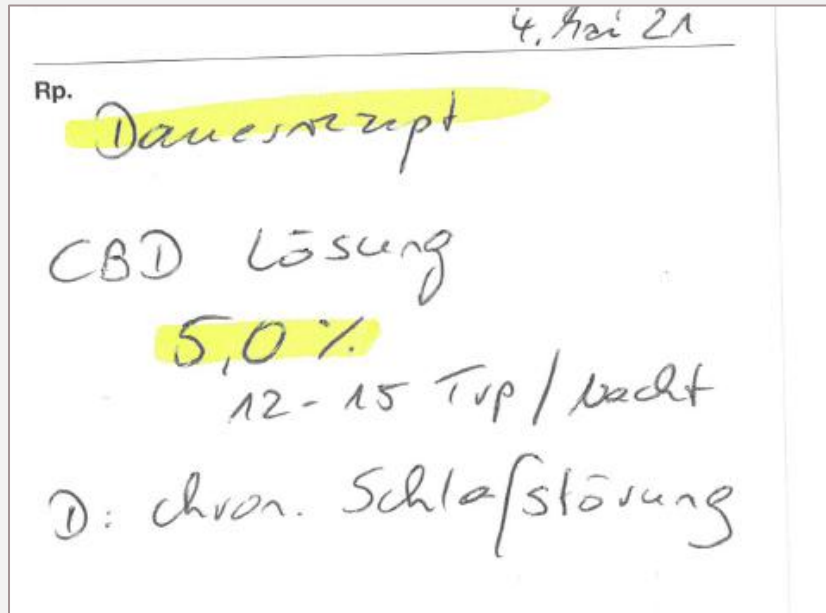 4. Mai 21
Rp.
Dauerrezept
CBD Lösung
5,0 %
12 - 15 Trp / Nacht
D: chron. Schlafstörung